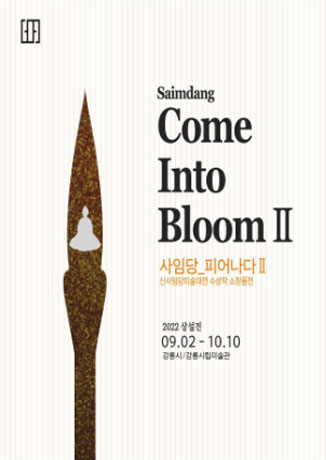 Saimdang
Come
Into
Bloom Ⅱ
사임당_피어나다Ⅱ
신사임당미술대전 수상작 소장품전
2022 상설전
09.02 - 10.10
강릉시/강릉시립미술관